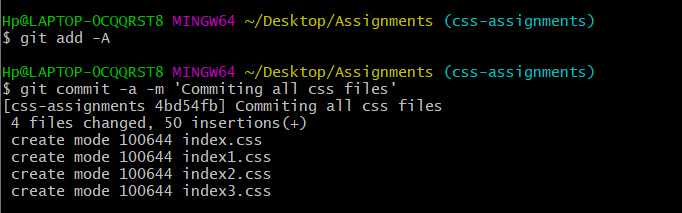 Hp@LAPTOP-OCQQRST8 MINGW64 ~/Desktop/Assignments (css-assignments)
$ git add -A
Hp@LAPTOP-OCQQRST8 MINGW64 ~/Desktop/Assignments (css-assignments)
$ git commit -a -m 'Commiting all css files'
[css-assignments 4bd54fb] Commiting all css files
 4 files changed, 50 insertions(+)
 create mode 100644 index.css
 create mode 100644 index1.css
 create mode 100644 index2.css
 create mode 100644 index3.css